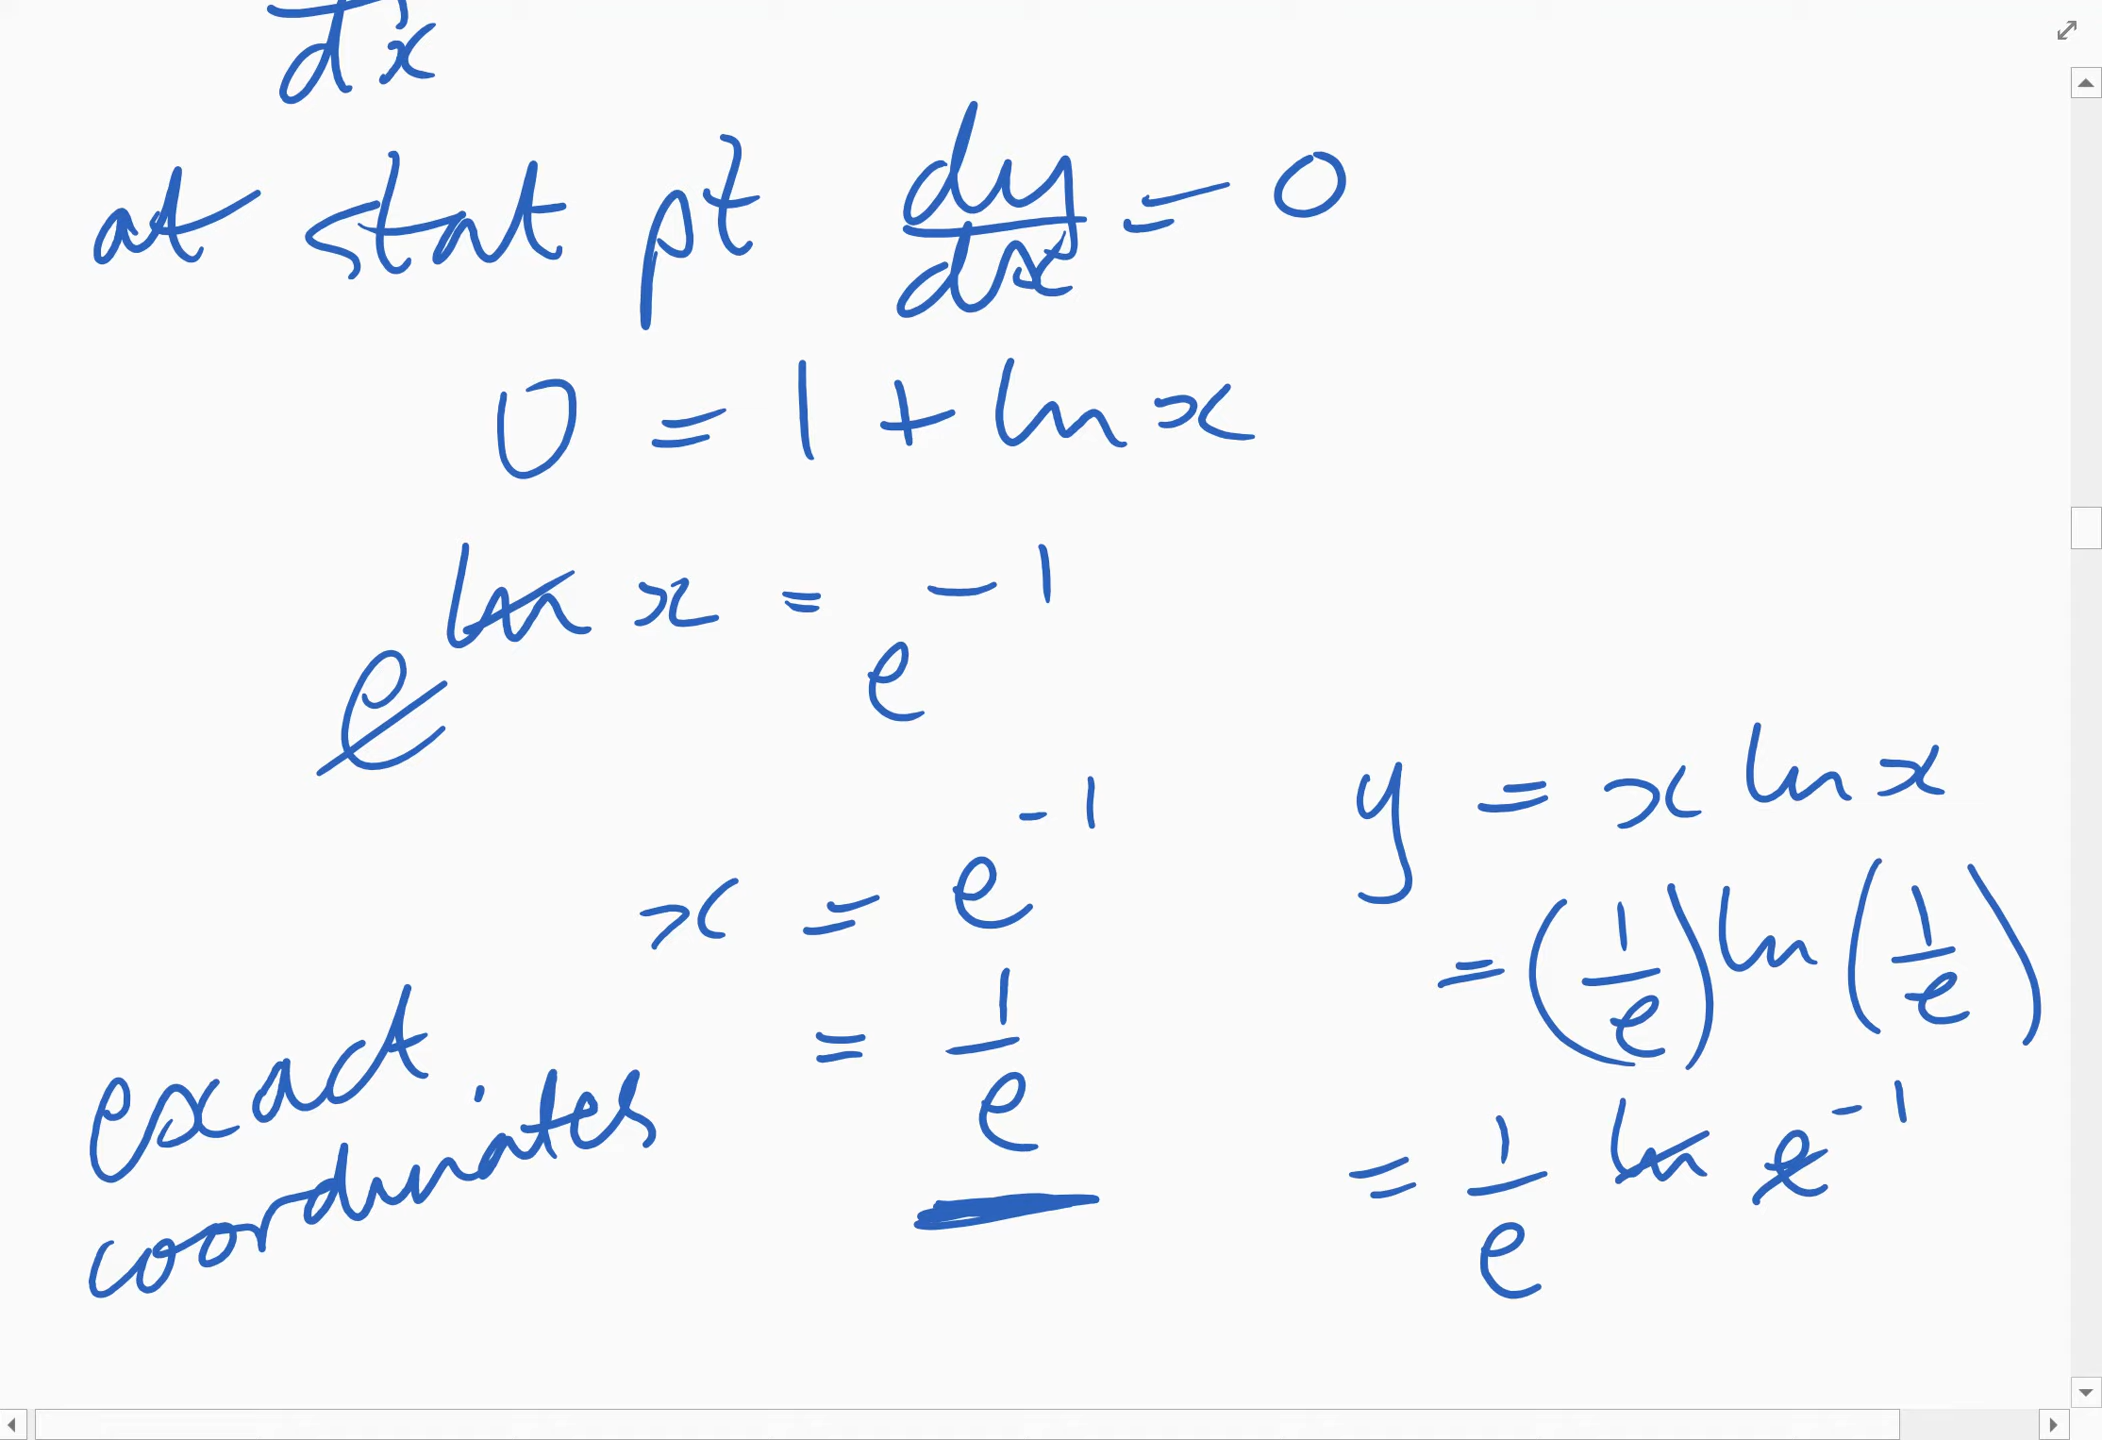 dx
at stat pt dy/dx = 0
0 = 1 + ln x
e^(ln x) = e^(-1)
x = e^(-1)
= 1/e
exact
coordinates
y = x ln x
= (1/e) ln (1/e)
= 1/e ln e^(-1)